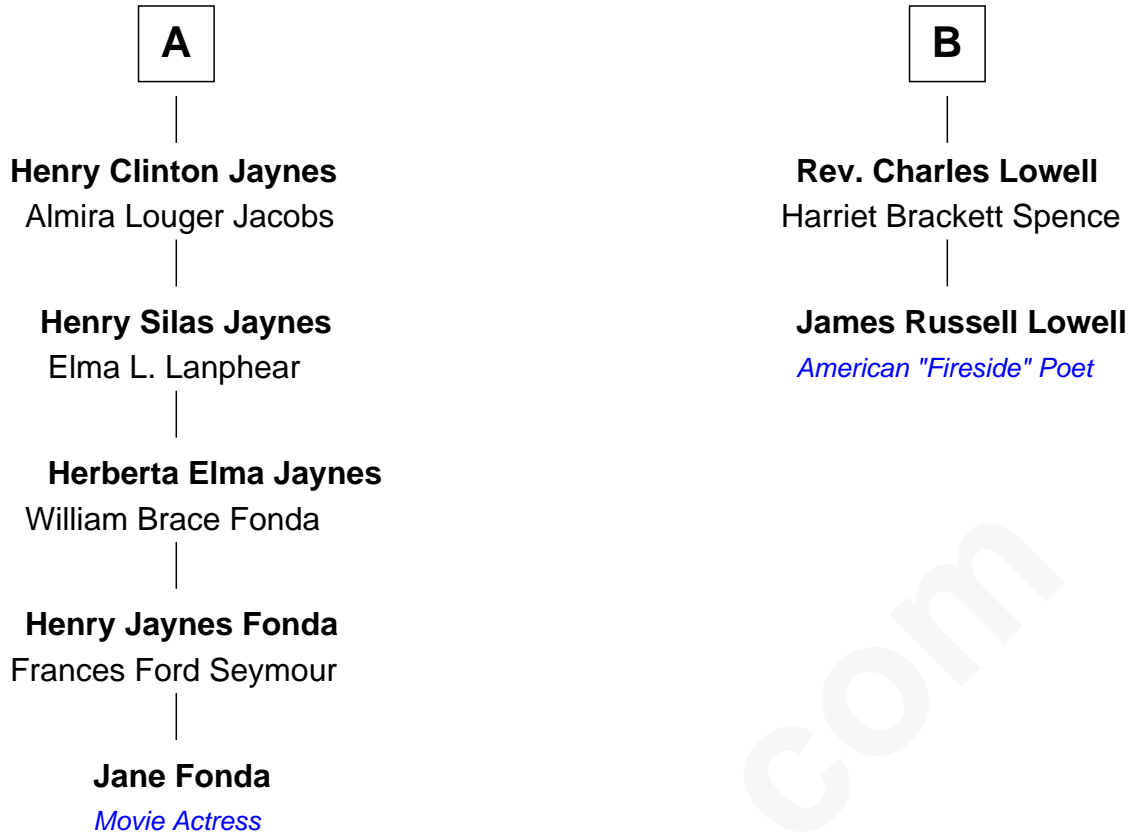 A
Henry Clinton Jaynes
Almira Louger Jacobs
Henry Silas Jaynes
Elma L. Lanphear
Herberta Elma Jaynes
William Brace Fonda
Henry Jaynes Fonda
Frances Ford Seymour
Jane Fonda
Movie Actress
B
Rev. Charles Lowell
Harriet Brackett Spence
James Russell Lowell
American "Fireside" Poet
com